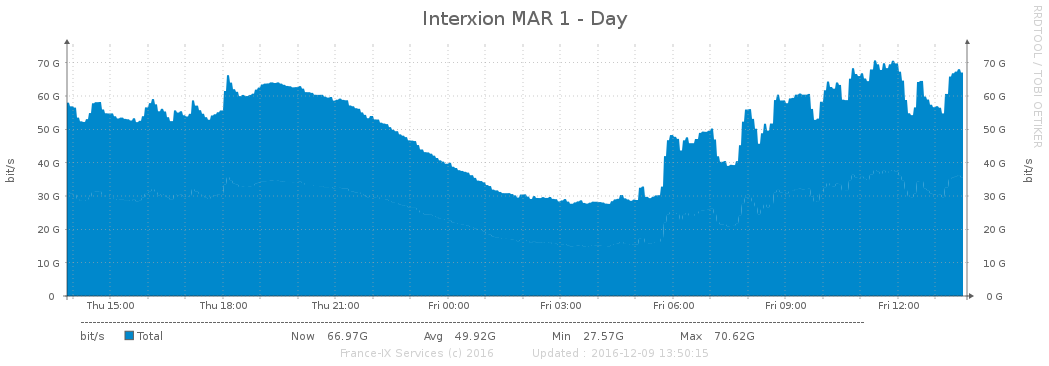 Interxion MAR 1 - Day
RRDTOOL / TOBI OETIKER
bit/s
bit/s
70 G 70 G
60 G 60 G
50 G 50 G
40 G 40 G
30 G 30 G
20 G 20 G
10 G 10 G
0 0 G
Thu 15:00 Thu 18:00 Thu 21:00 Fri 00:00 Fri 03:00 Fri 06:00 Fri 09:00 Fri 12:00
bit/s Total Now 66.97G Avg 49.92G Min 27.57G Max 70.62G
France-IX Services (c) 2016 Updated : 2016-12-09 13:50:15